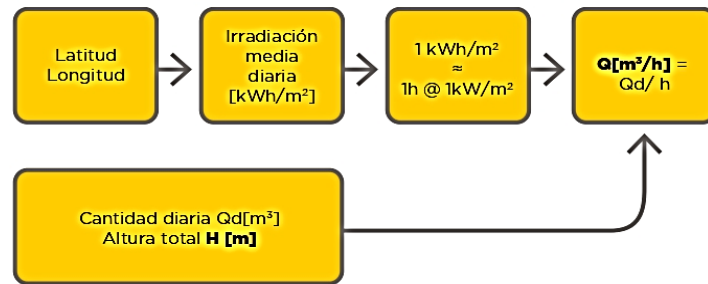 Latitud
Longitud
Irradiación
media
diaria
[kWh/m²]
1 kWh/m²
≈
1h @ 1kW/m²
Q[m³/h] =
Qd/ h
Cantidad diaria Qd[m³]
Altura total H [m]